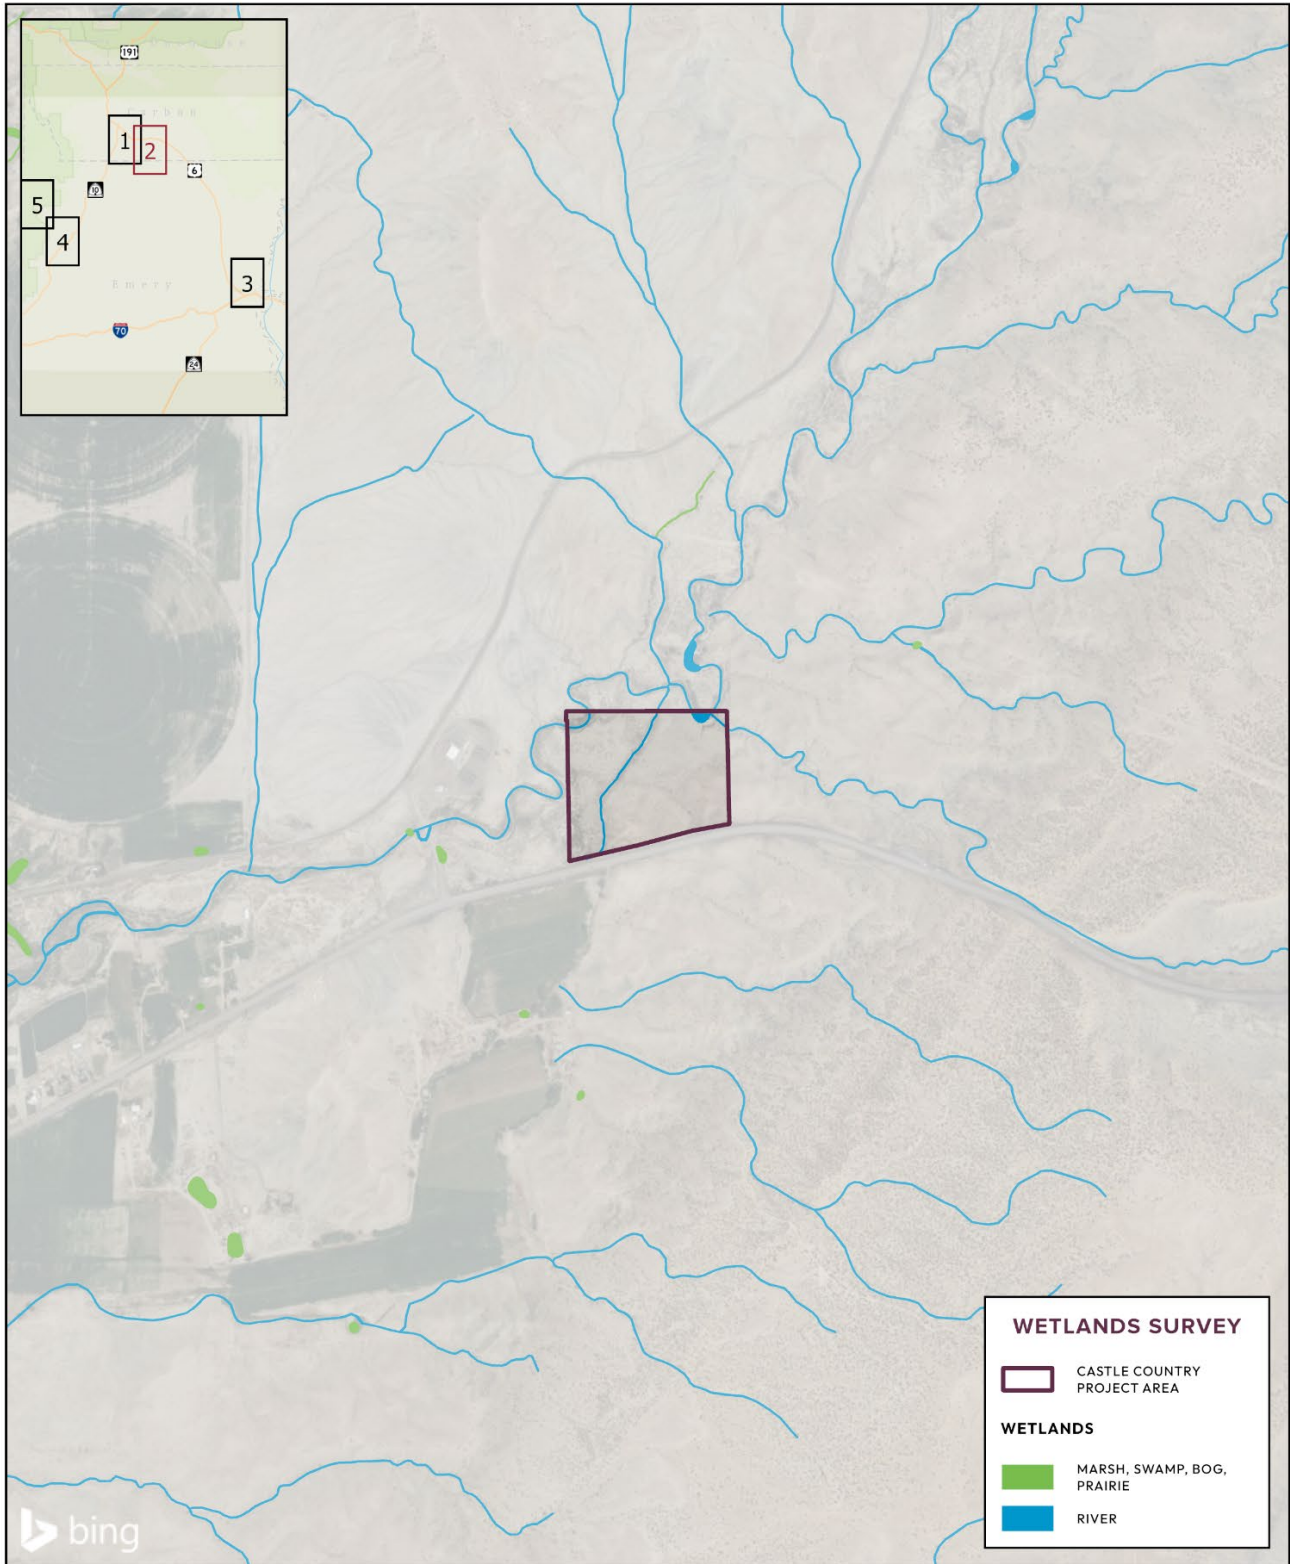 191
Carbon
1
2
6
10
5
4
3
Emery
70
24
WETLANDS SURVEY
CASTLE COUNTRY
PROJECT AREA
WETLANDS
MARSH, SWAMP, BOG,
PRAIRIE
RIVER
bing